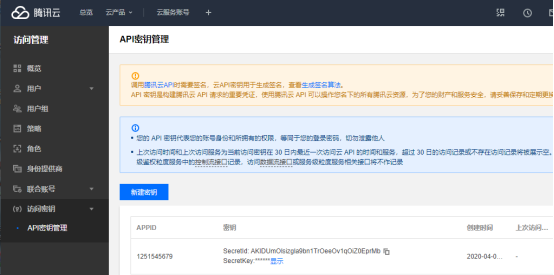 腾讯云
总览
云产品
云服务账号
+
访问管理
概览
用户
用户组
策略
角色
身份提供商
联合账号
访问密钥
API密钥管理
API密钥管理
调用腾讯云API时需要签名，云API密钥用于生成签名，查看生成签名算法。
API 密钥是构建腾讯云 API 请求的重要凭证，使用腾讯云 API 可以操作您名下的所有腾讯云资源，为了您的财产和服务安全，请妥善保存和定期更换
• 您的 API 密钥代表您的账号身份和所拥有的权限，等同于您的登录密码，切勿泄露他人
• 上次访问时间和上次访问服务为当前访问密钥在 30 日内最近一次访问云 API 的时间和服务，超过 30 日的访问记录或不存在访问记录将被展示空。
级鉴权粒度服务中的控制流接口记录，访问数据流接口或服务级粒度服务相关接口将不作记录
新建密钥
APPID
密钥
创建时间
上次访问...
1251545679
SecretId:
SecretKey:******显示
2020-04-0...
-